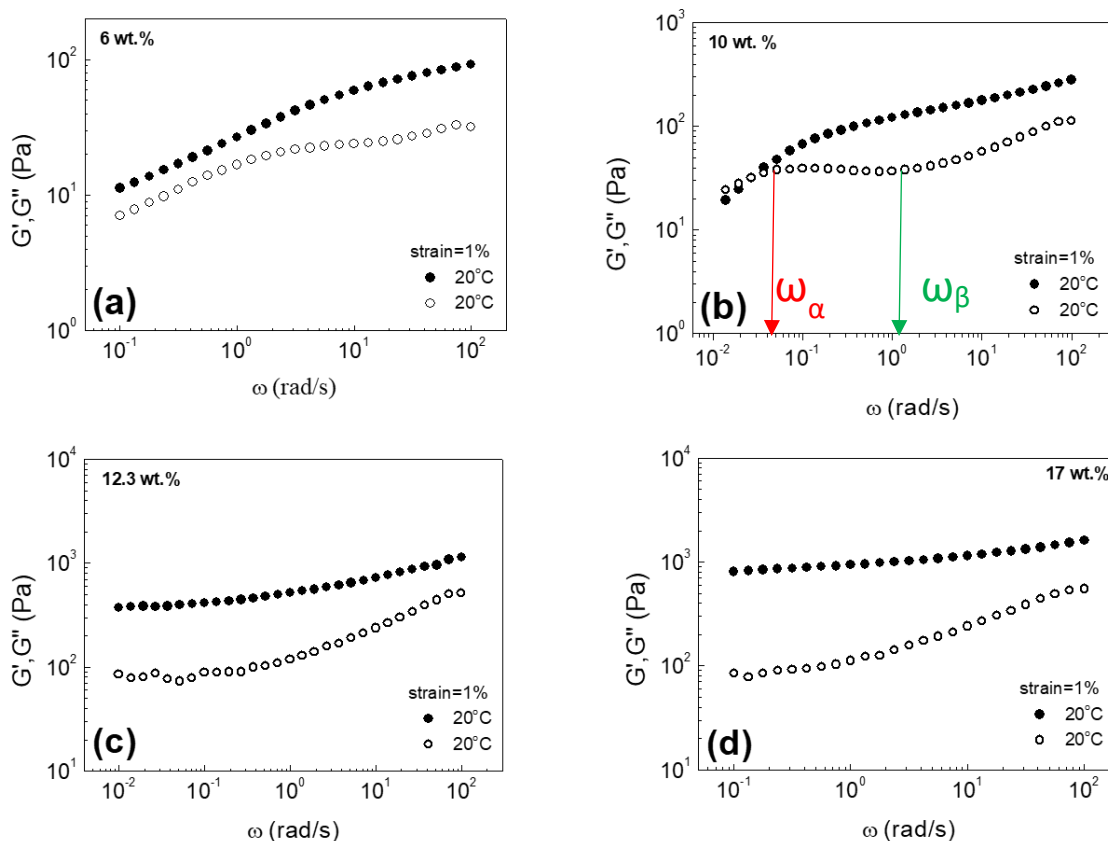 6 wt.%
G',G" (Pa)
10²
10¹
10⁰
strain=1%
20°C
20°C
(a)
10⁻¹ 10⁰ 10¹ 10²
ω (rad/s)
10 wt. %
G',G" (Pa)
10³
10²
10¹
10⁰
ω_α
ω_β
strain=1%
20°C
20°C
(b)
10⁻² 10⁻¹ 10⁰ 10¹ 10²
ω (rad/s)
12.3 wt.%
G',G" (Pa)
10⁴
10³
10²
10¹
strain=1%
20°C
20°C
(c)
10⁻² 10⁻¹ 10⁰ 10¹ 10²
ω (rad/s)
17 wt.%
G',G" (Pa)
10⁴
10³
10²
10¹
strain=1%
20°C
20°C
(d)
10⁻¹ 10⁰ 10¹ 10²
ω (rad/s)